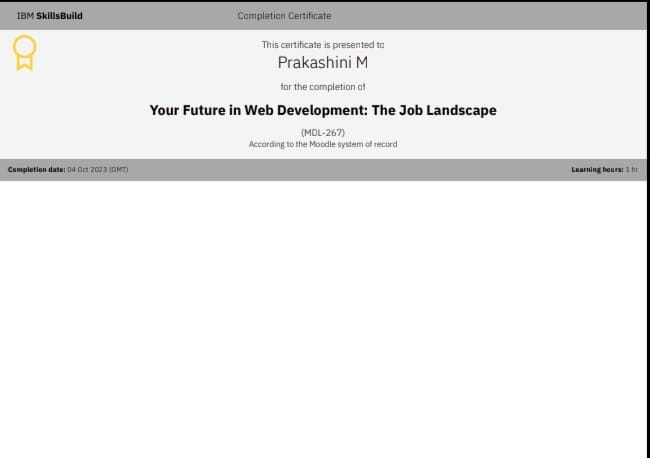 IBM SkillsBuild
Completion Certificate
This certificate is presented to
Prakashini M
for the completion of
Your Future in Web Development: The Job Landscape
(MDL-267)
According to the Moodle system of record
Completion date: 04 Oct 2023 (GMT)
Learning hours: 1 hr